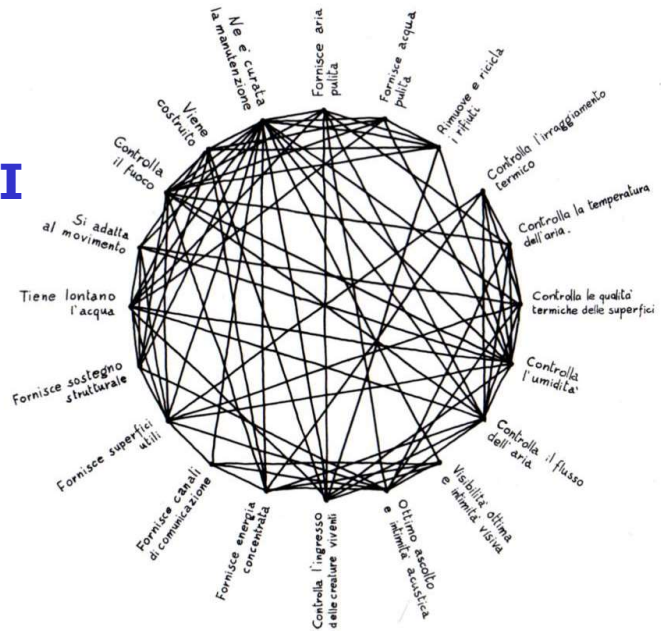 I
Ne è curata
la manutenzione
Fornisce aria
pulita
Fornisce acqua
pulita
Rimuove e ricicla
i rifiuti
Controlla l'irraggiamento
termico
Controlla la temperatura
dell'aria.
Controlla le qualità
termiche delle superfici
Controlla
l'umidità
Controlla il flusso
dell'aria
Visibilità ottima
e intimità visiva
Ottimo ascolto
e intimità acustica
Controlla l'ingresso
delle creature viventi
Fornisce energia
concentrata
Fornisce canali
di comunicazione
Fornisce superfici
utili
Fornisce sostegno
strutturale
Tiene lontano
l'acqua
Si adatta
al movimento
Controlla
il fuoco
Viene
costruito